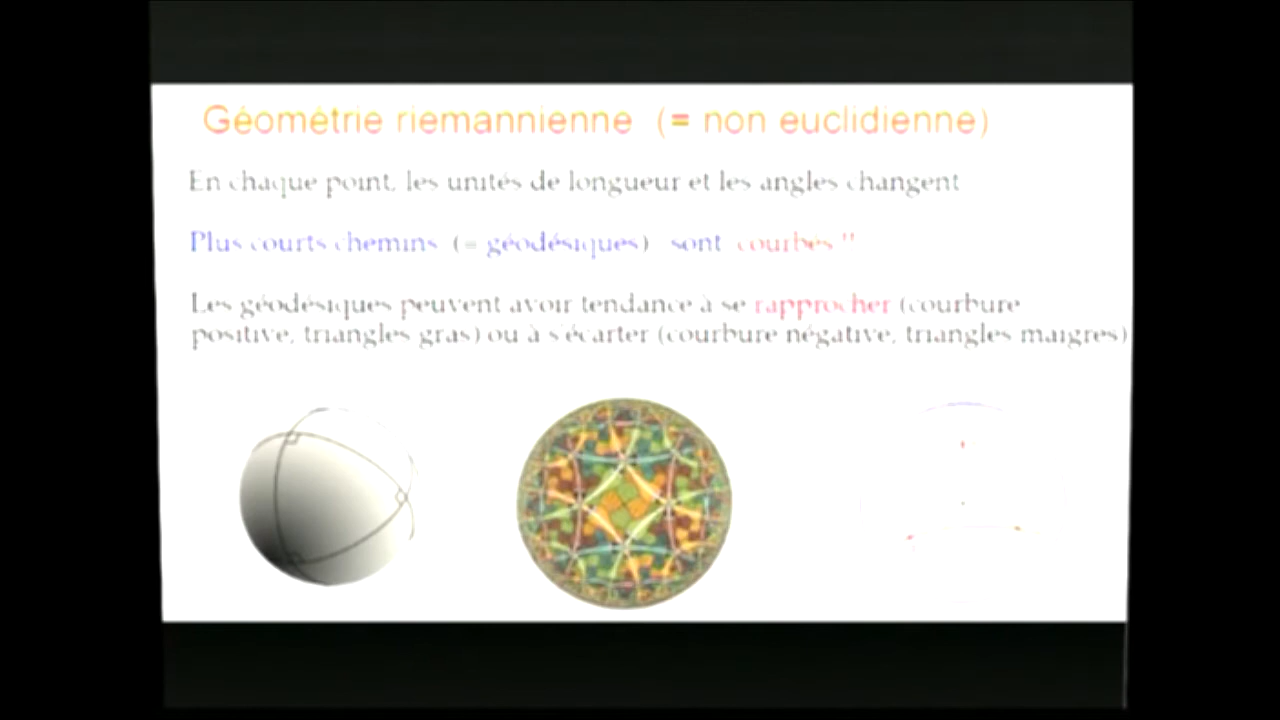 Géométrie riemannienne (= non euclidienne)
En chaque point, les unités de longueur et les angles changent
Plus courts chemins (= géodésiques) sont courbés !!
Les géodésiques peuvent avoir tendance à se rapprocher (courbure
positive, triangles gras) ou à s'écarter (courbure négative, triangles maigres)